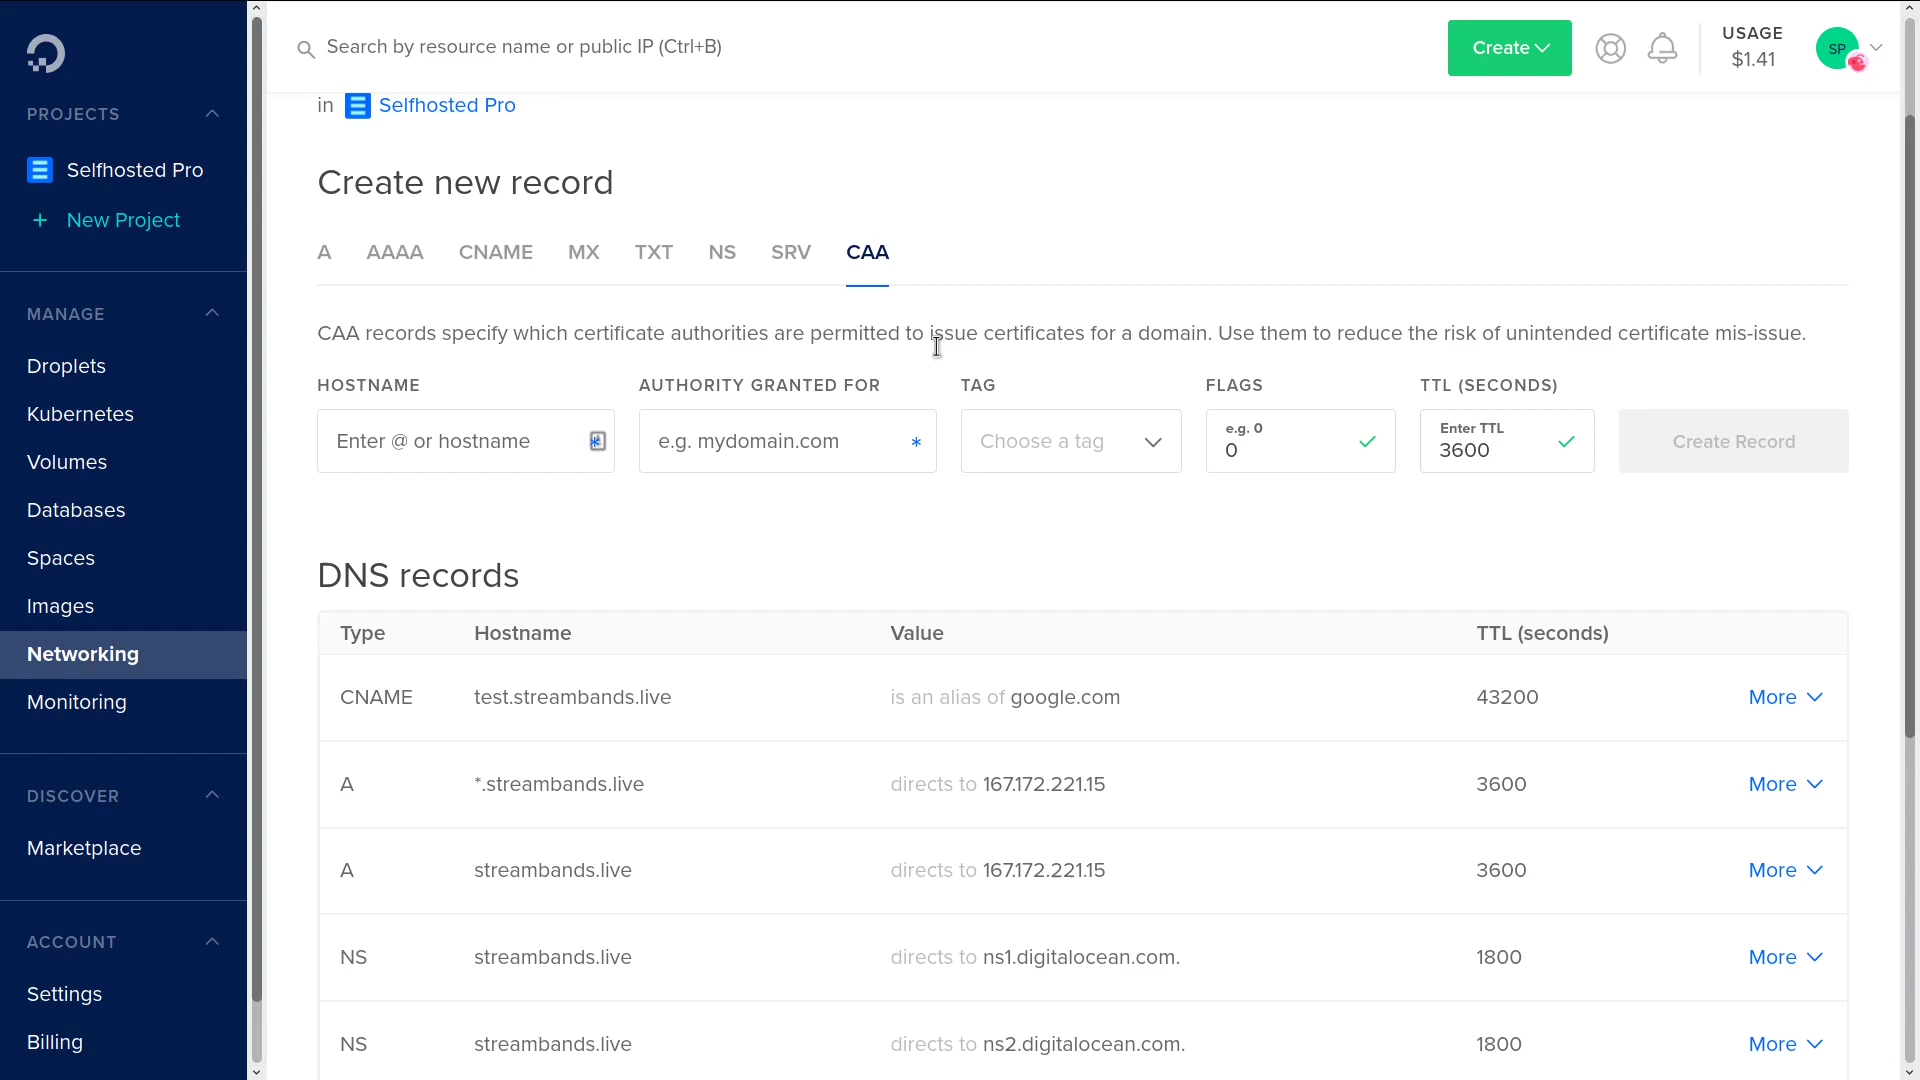 Search by resource name or public IP (Ctrl+B)
Create
USAGE
$1.41
SP
PROJECTS
Selfhosted Pro
+ New Project
MANAGE
Droplets
Kubernetes
Volumes
Databases
Spaces
Images
Networking
Monitoring
DISCOVER
Marketplace
ACCOUNT
Settings
Billing
in Selfhosted Pro
Create new record
A AAAA CNAME MX TXT NS SRV CAA
CAA records specify which certificate authorities are permitted to issue certificates for a domain. Use them to reduce the risk of unintended certificate mis-issue.
HOSTNAME AUTHORITY GRANTED FOR TAG FLAGS TTL (SECONDS)
Enter @ or hostname * e.g. mydomain.com * Choose a tag e.g. 0 Enter TTL
0 3600 Create Record
DNS records
Type Hostname Value TTL (seconds)
CNAME test.streambands.live is an alias of google.com 43200 More
A *.streambands.live directs to 167.172.221.15 3600 More
A streambands.live directs to 167.172.221.15 3600 More
NS streambands.live directs to ns1.digitalocean.com. 1800 More
NS streambands.live directs to ns2.digitalocean.com. 1800 More